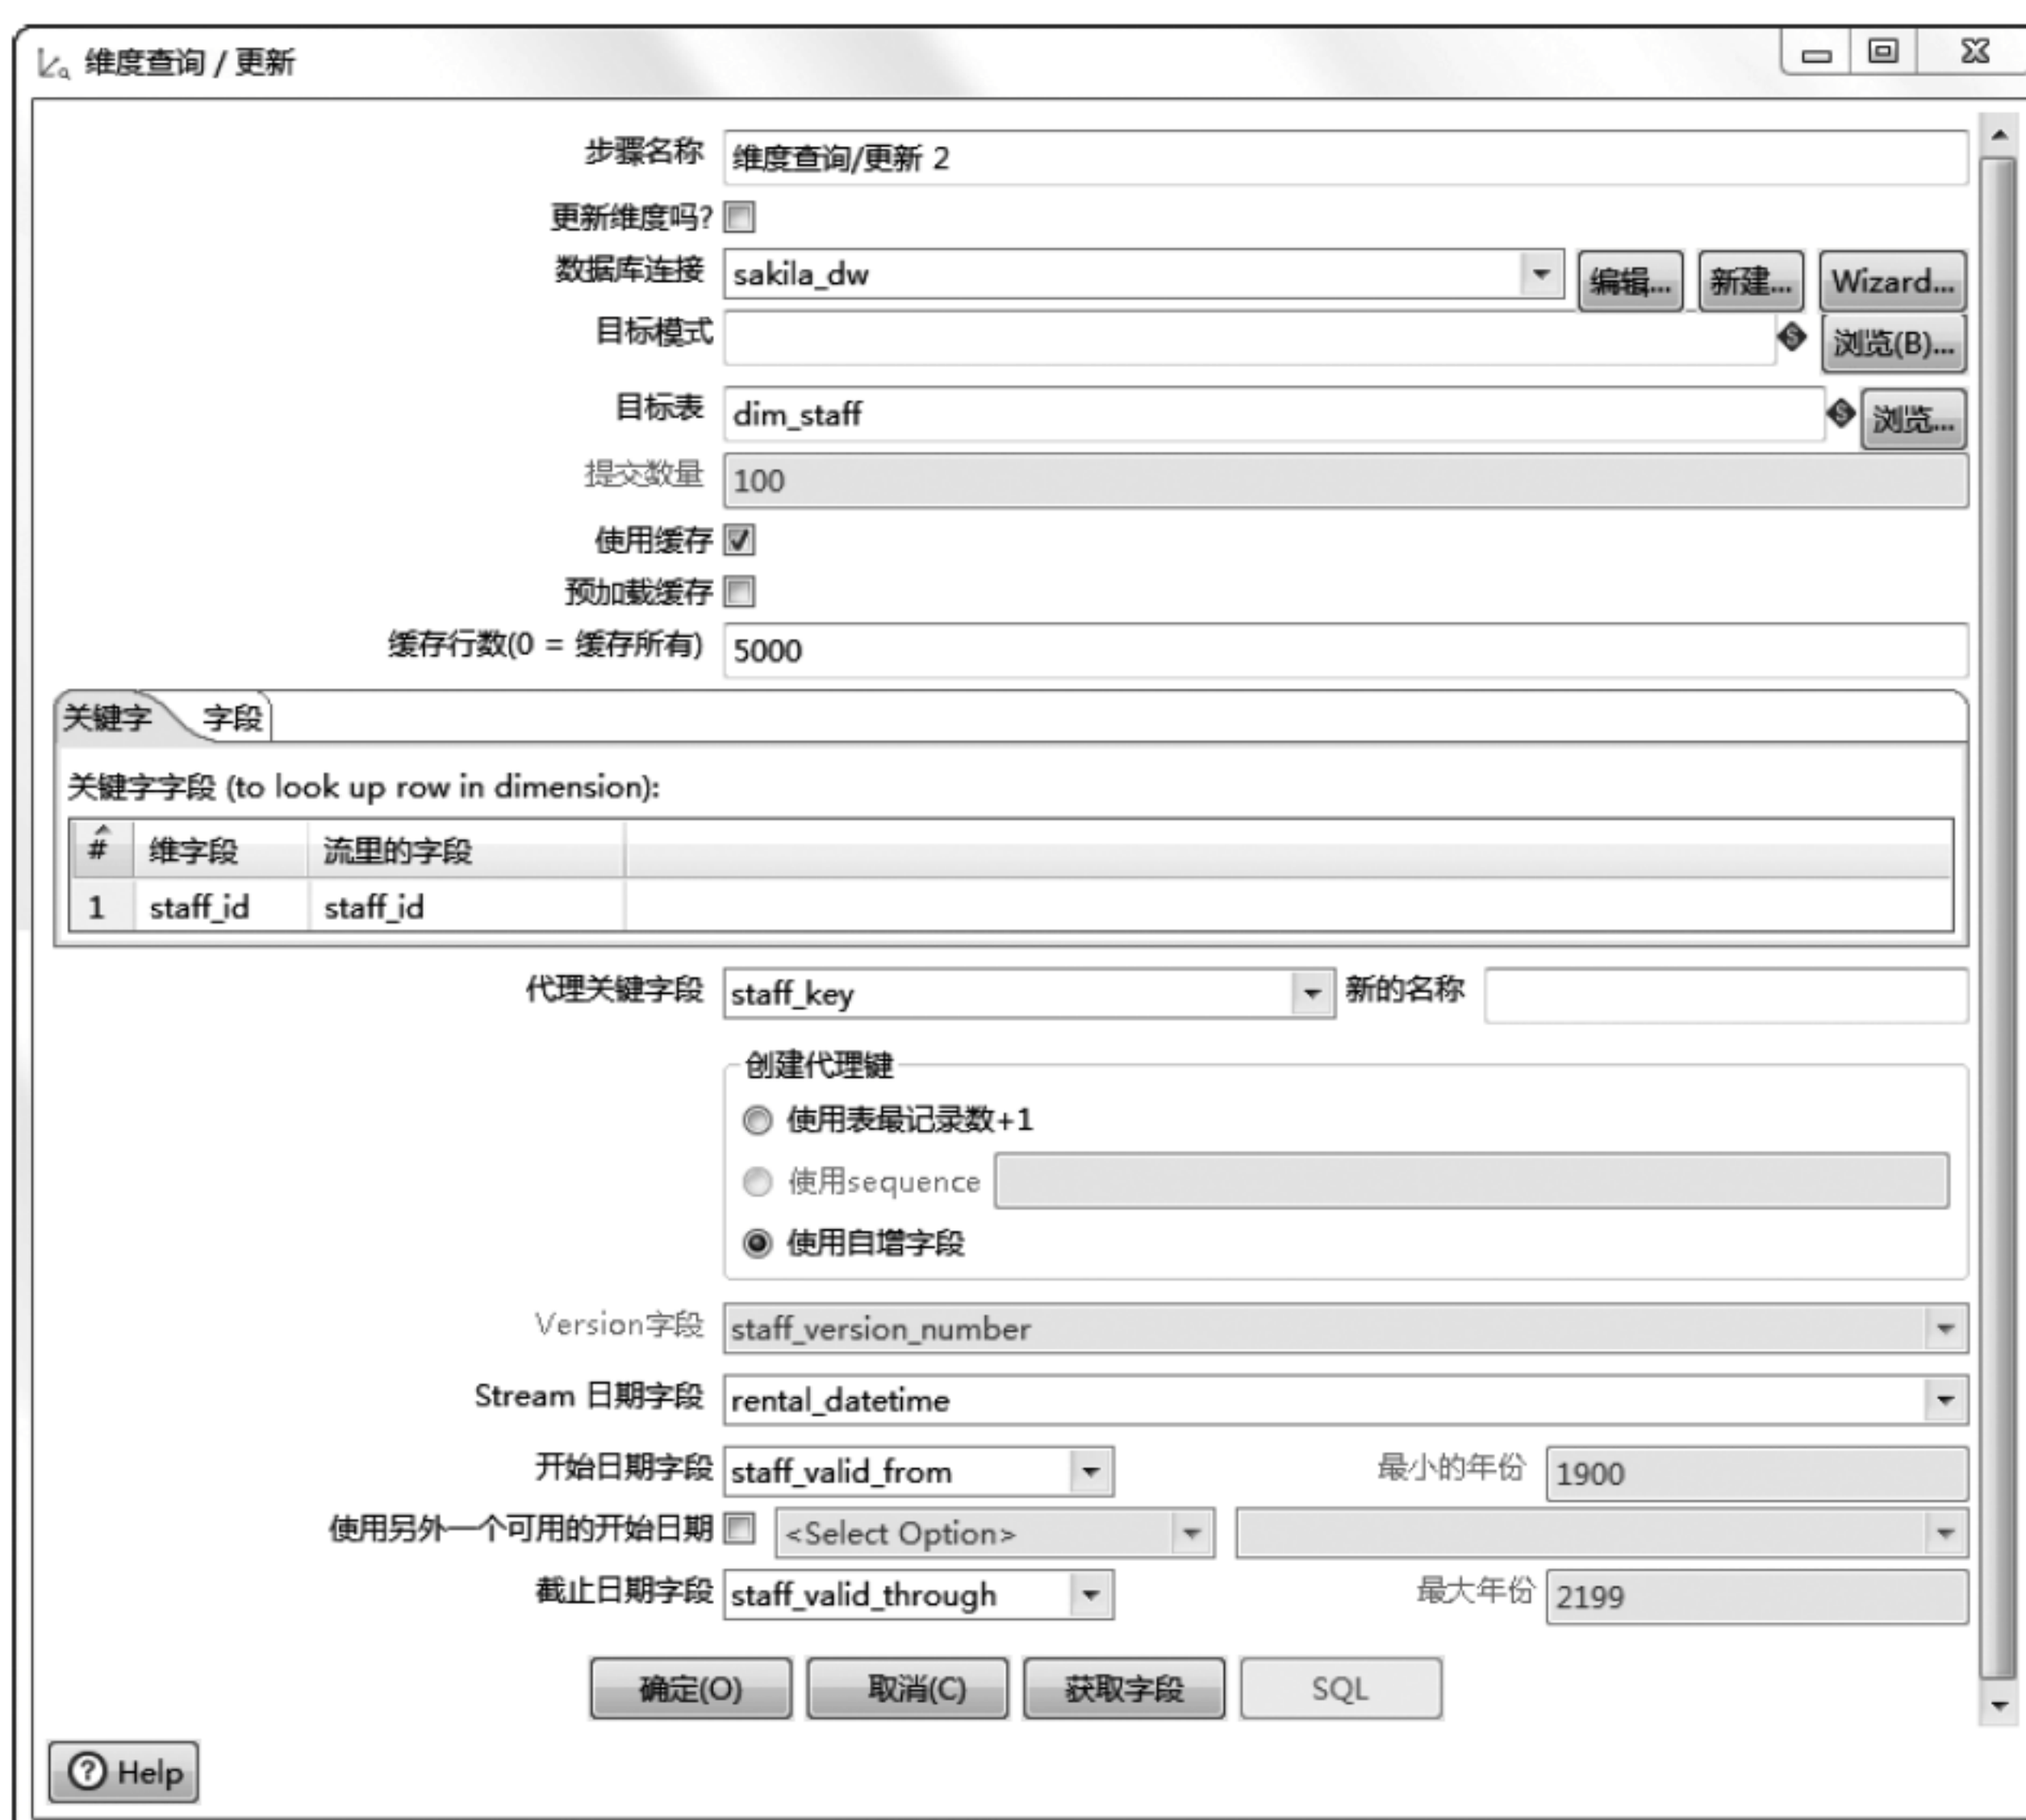 维度查询 / 更新
步骤名称 维度查询/更新 2
更新维度吗?
数据库连接 sakila_dw 编辑... 新建... Wizard...
目标模式 浏览(B)...
目标表 dim_staff 浏览...
提交数量 100
使用缓存
预加载缓存
缓存行数(0 = 缓存所有) 5000
关键字 字段
关键字字段 (to look up row in dimension):
# 维字段 流里的字段
1 staff_id staff_id
代理关键字段 staff_key 新的名称
创建代理键
使用表最记录数+1
使用sequence
使用自增字段
Version字段 staff_version_number
Stream 日期字段 rental_datetime
开始日期字段 staff_valid_from 最小的年份 1900
使用另外一个可用的开始日期 <Select Option>
截止日期字段 staff_valid_through 最大年份 2199
确定(O) 取消(C) 获取字段 SQL
Help